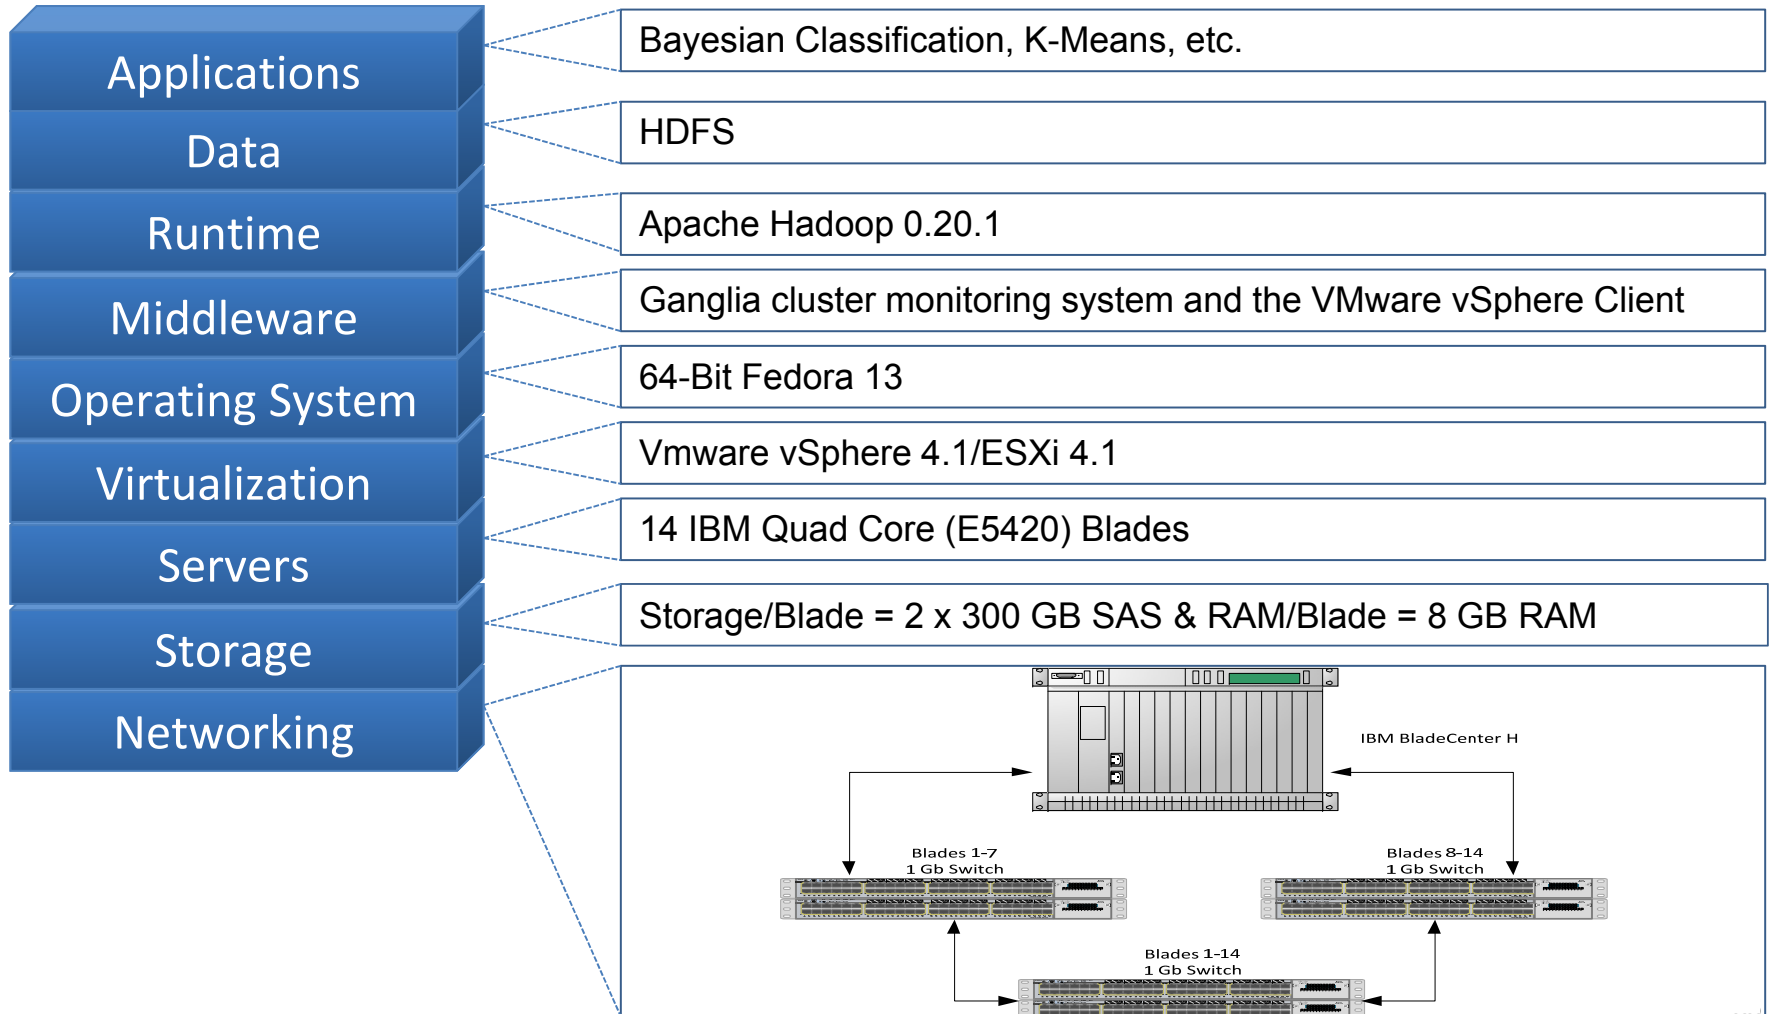 Applications
Bayesian Classification, K-Means, etc.
Data
HDFS
Runtime
Apache Hadoop 0.20.1
Middleware
Ganglia cluster monitoring system and the VMware vSphere Client
Operating System
64-Bit Fedora 13
Virtualization
Vmware vSphere 4.1/ESXi 4.1
Servers
14 IBM Quad Core (E5420) Blades
Storage
Storage/Blade = 2 x 300 GB SAS & RAM/Blade = 8 GB RAM
Networking
IBM BladeCenter H
Blades 1-7
1 Gb Switch
Blades 8-14
1 Gb Switch
Blades 1-14
1 Gb Switch